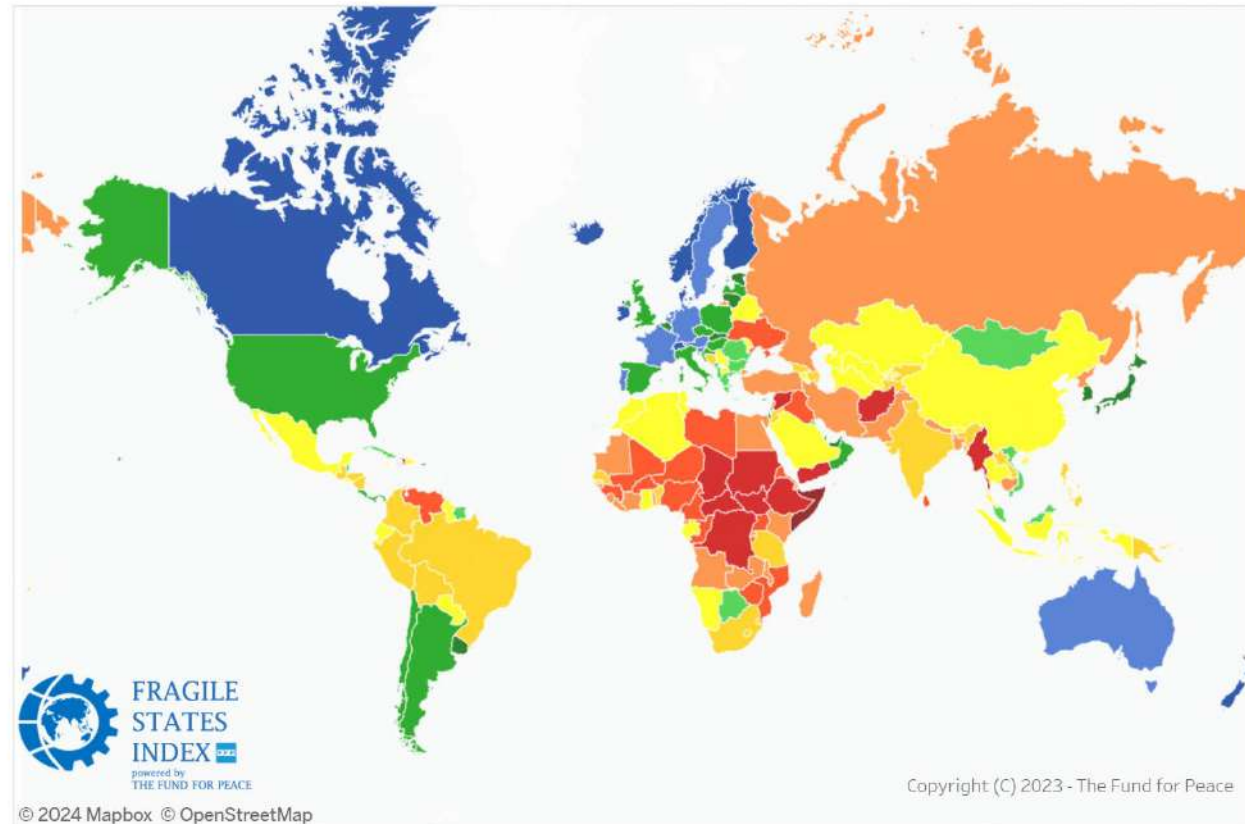 FRAGILE
STATES
INDEX
powered by
THE FUND FOR PEACE
Copyright (C) 2023 - The Fund for Peace
© 2024 Mapbox © OpenStreetMap